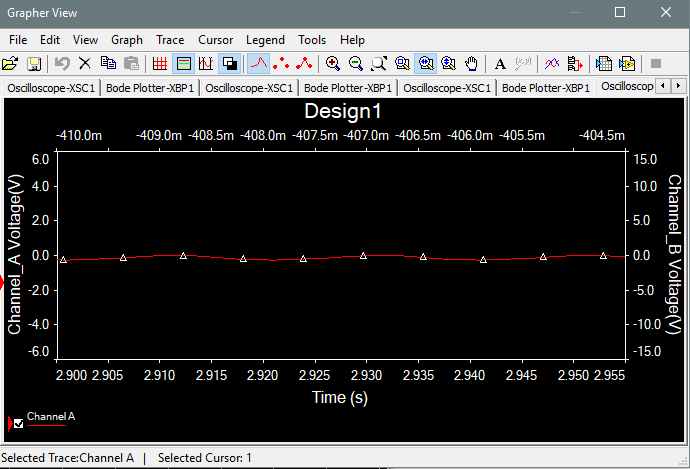 Grapher View
File Edit View Graph Trace Cursor Legend Tools Help
A
Oscilloscope-XSC1 Bode Plotter-XBP1 Oscilloscope-XSC1 Bode Plotter-XBP1 Oscilloscope-XSC1 Bode Plotter-XBP1 Oscilloscop
Design1
-410.0m -409.0m -408.5m -408.0m -407.5m -407.0m -406.5m -406.0m -405.5m -404.5m
Channel_A Voltage(V)
6.0
4.0
2.0
0.0
-2.0
-4.0
-6.0
15.0
10.0
5.0
0.0
-5.0
-10.0
-15.0
Channel_B Voltage(V)
2.900 2.905 2.910 2.915 2.920 2.925 2.930 2.935 2.940 2.945 2.950 2.955
Time (s)
Channel A
Selected Trace:Channel A | Selected Cursor: 1